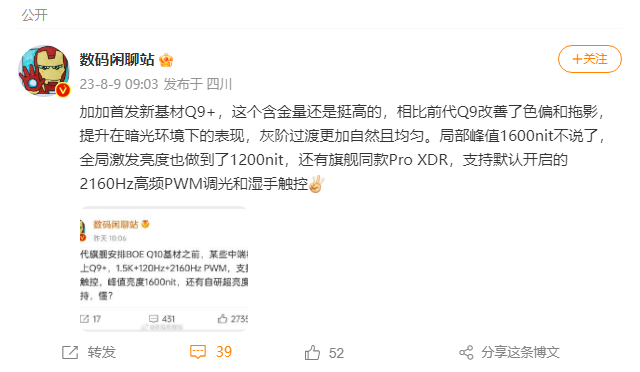 公开
数码闲聊站
+关注
23-8-9 09:03 发布于 四川
加加首发新基材Q9+，这个含金量还是挺高的，相比前代Q9改善了色偏和拖影，
提升在暗光环境下的表现，灰阶过渡更加自然且均匀。局部峰值1600nit不说了，
全局激发亮度也做到了1200nit，还有旗舰同款Pro XDR，支持默认开启的
2160Hz高频PWM调光和湿手触控✌
数码闲聊站
昨天 18:06
代旗舰安排BOE Q10基材之前，某些中端
上Q9+，1.5K+120Hz+2160Hz PWM，支
触控，峰值亮度1600nit，还有自研超亮度
持，懂？
17
431
2735
转发
39
52
分享这条博文